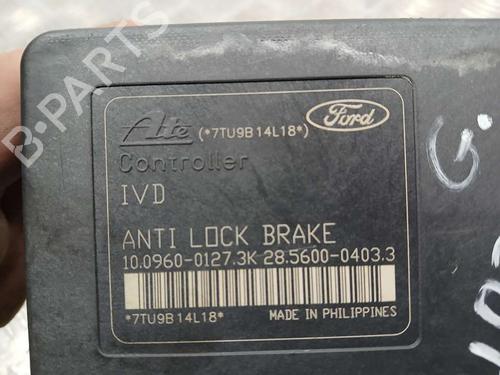 B-PARTS
Ate (*7TU9B14L18*) Ford
Controller
IVD
ANTI LOCK BRAKE
10.0960-0127.3K 28.5600-0403.3
*7TU9B14L18* MADE IN PHILIPPINES
G.